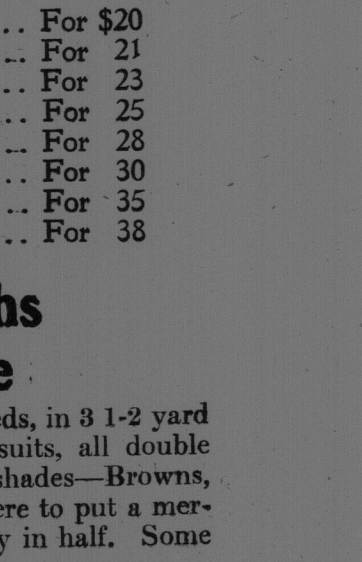 .. For $20
.. For 21
.. For 23
.. For 25
... For 28
.. For 30
... For 35
.. For 38
hs
e
eds, in 3 1-2 yard
suits, all double
shades—Browns,
ere to put a mer-
y in half. Some